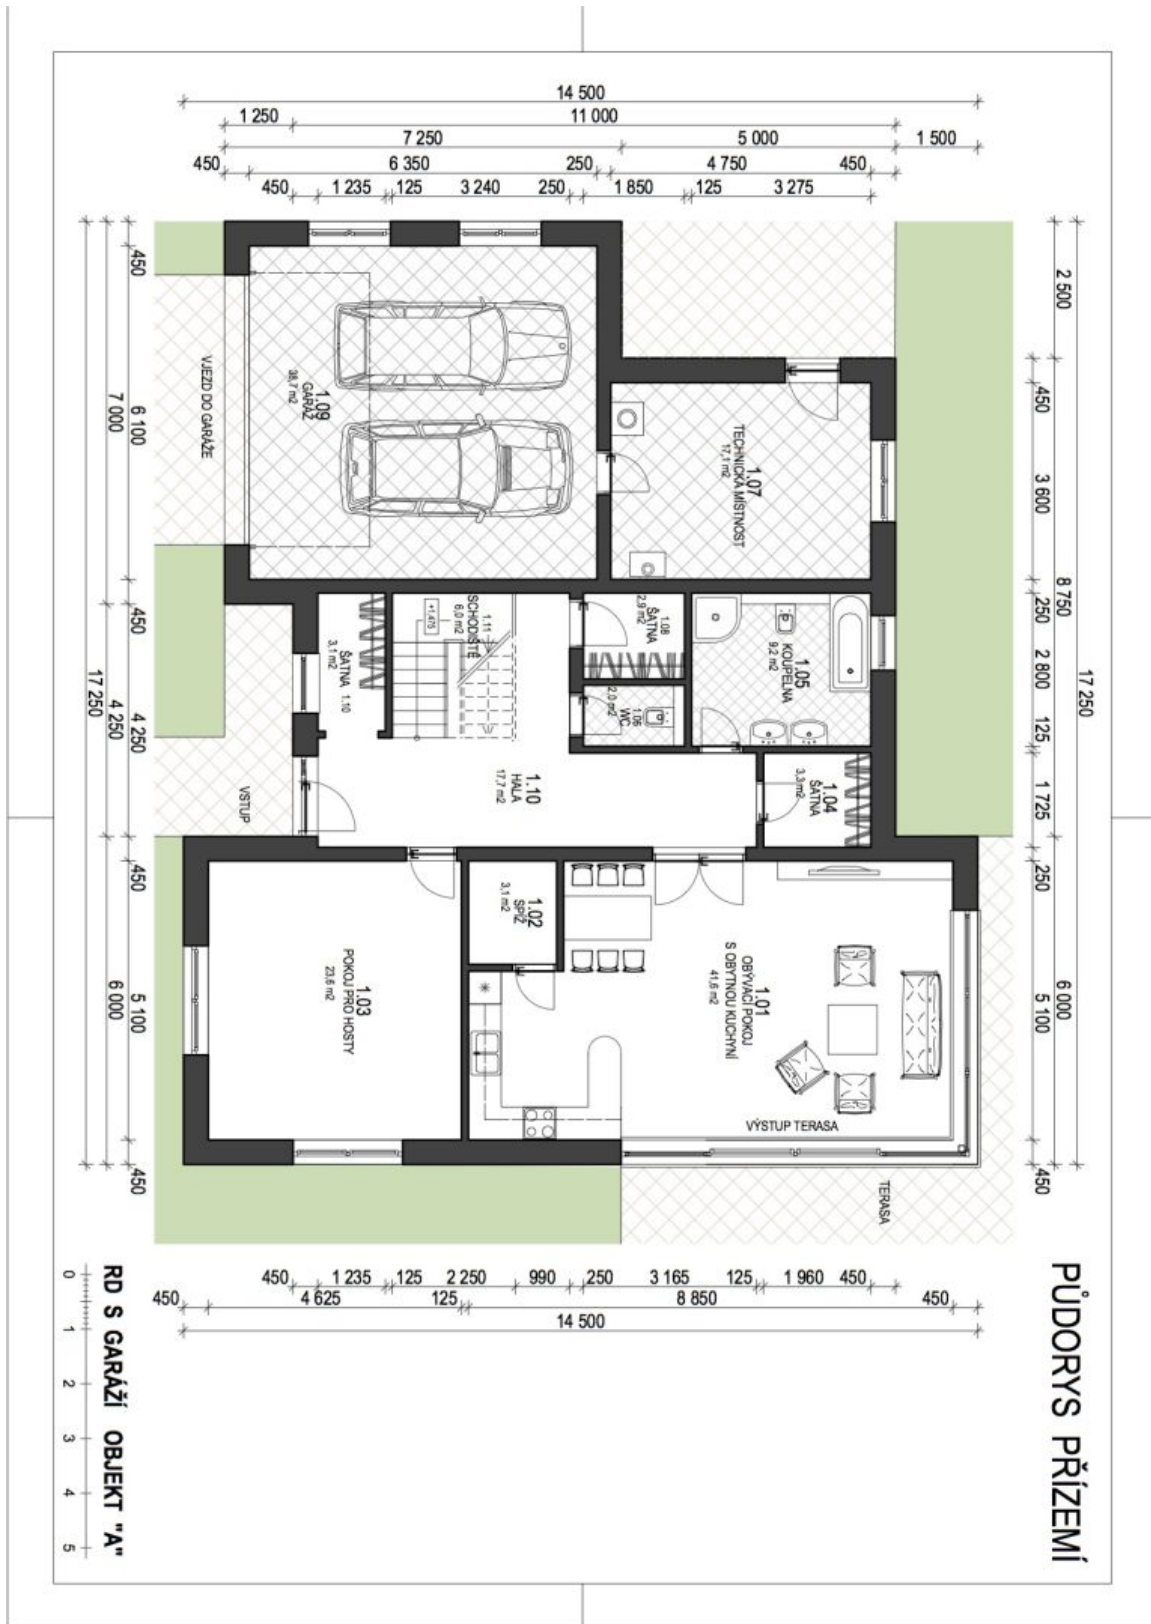 14 500
1 250
11 000
7 250
5 000
1 500
450
6 350
250
4 750
450
450
1 235
125
3 240
250
1 850
125
3 275
450
6 100
7 000
450
4 250
4 250
17 250
450
5 100
6 000
450
2 500
450
3 600
8 750
250
2 800
125
1 725
17 250
250
5 100
6 000
450
VJEZD DO GARÁŽE
1.09
GARÁŽ
38,7 m2
1.07
TECHNICKÁ MÍSTNOST
17,1 m2
ŠATNA 1.10
3,1 m2
1.11
SCHODIŠTĚ
6,0 m2
+1,475
1.08
ŠATNA
2,9 m2
1.06
WC
2,0 m2
1.05
KOUPELNA
9,2 m2
1.04
ŠATNA
3,3 m2
VSTUP
1.10
HALA
17,7 m2
1.03
POKOJ PRO HOSTY
23,6 m2
1.02
SPÍŽ
3,1 m2
1.01
OBÝVACÍ POKOJ
S OBYTNOU KUCHYNÍ
41,6 m2
VÝSTUP TERASA
TERASA
450
1 235
125
2 250
990
250
3 165
125
1 960
450
450
4 625
125
8 850
450
14 500
PŮDORYS PŘÍZEMÍ
RD S GARÁŽÍ OBJEKT "A"
0 1 2 3 4 5